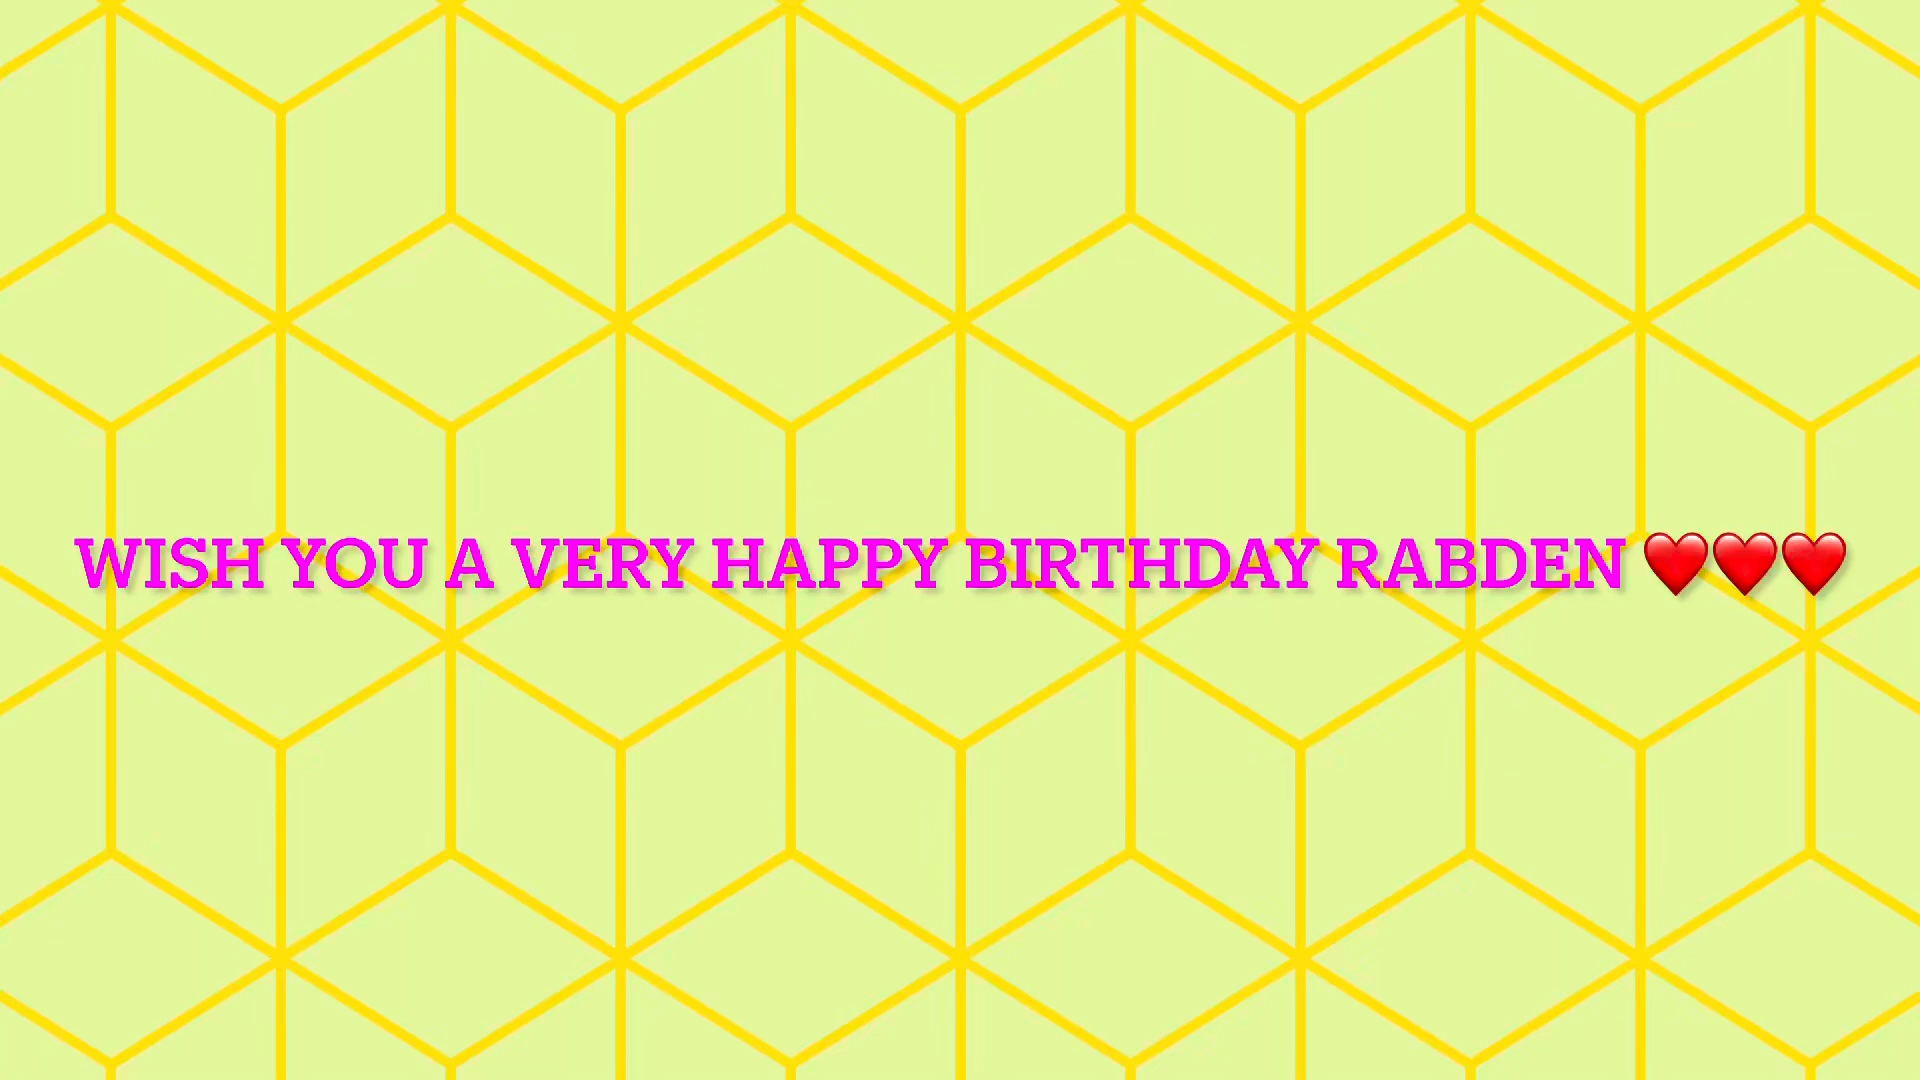 WISH YOU A VERY HAPPY BIRTHDAY RABDEN ❤️❤️❤️